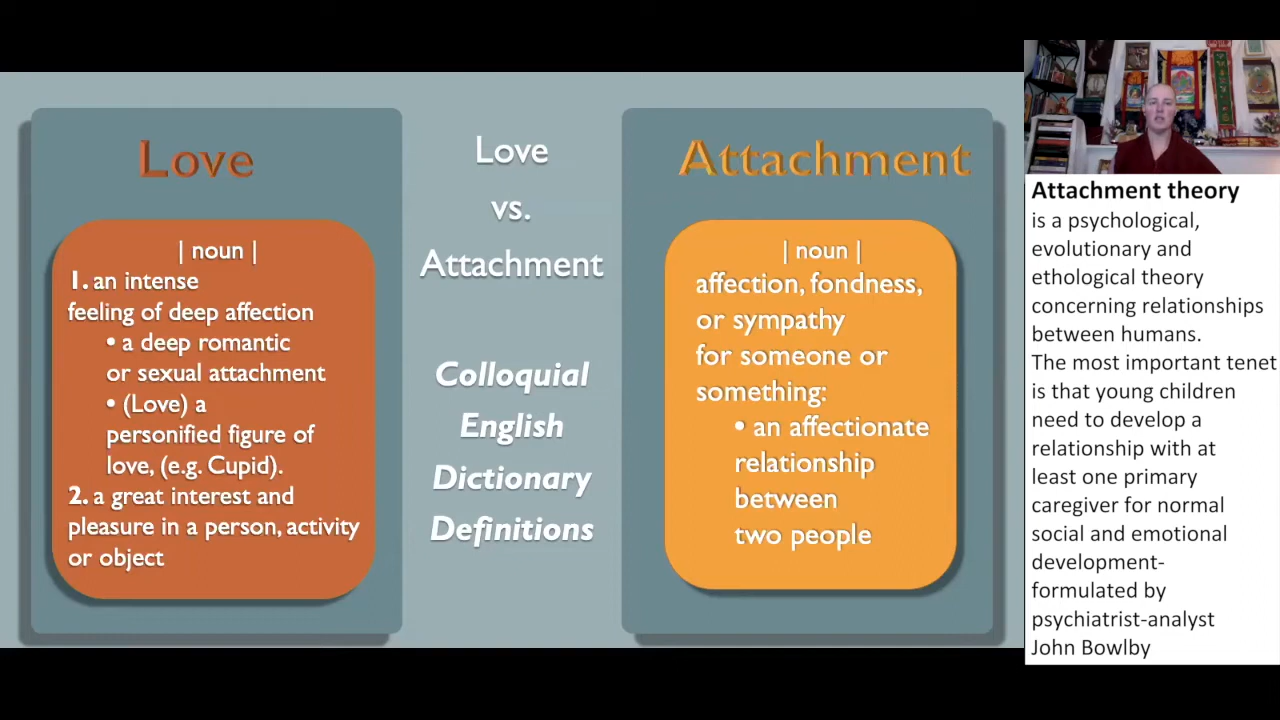 Love
| noun |
1. an intense
feeling of deep affection
• a deep romantic
or sexual attachment
• (Love) a
personified figure of
love, (e.g. Cupid).
2. a great interest and
pleasure in a person, activity
or object
Love
vs.
Attachment
Colloquial
English
Dictionary
Definitions
Attachment
| noun |
affection, fondness,
or sympathy
for someone or
something:
• an affectionate
relationship
between
two people
Attachment theory
is a psychological,
evolutionary and
ethological theory
concerning relationships
between humans.
The most important tenet
is that young children
need to develop a
relationship with at
least one primary
caregiver for normal
social and emotional
development-
formulated by
psychiatrist-analyst
John Bowlby